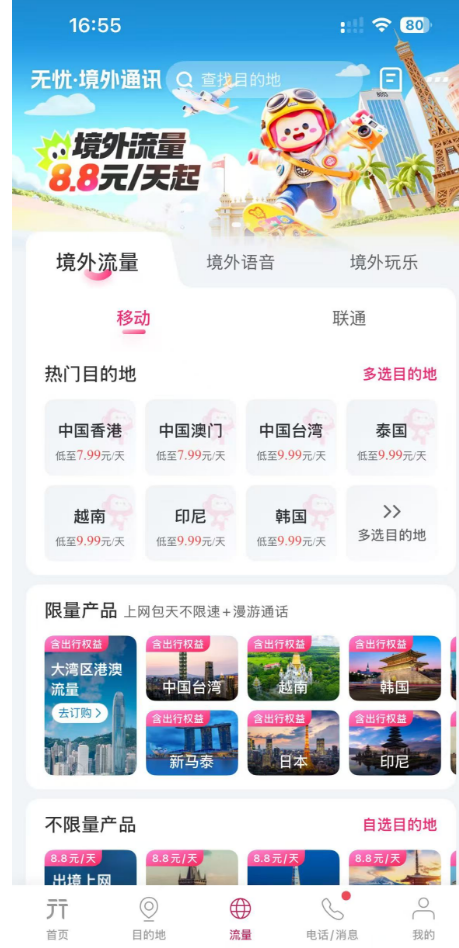 16:55
80
无忧·境外通讯
查找目的地
境外流量
8.8元/天起
境外流量 境外语音 境外玩乐
移动 联通
热门目的地 多选目的地
中国香港 中国澳门 中国台湾 泰国
低至7.99元/天 低至7.99元/天 低至9.99元/天 低至9.99元/天
越南 印尼 韩国
低至9.99元/天 低至9.99元/天 低至9.99元/天 多选目的地
限量产品 上网包天不限速+漫游通话
含出行权益 含出行权益 含出行权益 含出行权益
大湾区港澳
流量
去订购
中国台湾 越南 韩国
含出行权益 含出行权益 含出行权益
新马泰 日本 印尼
不限量产品 自选目的地
8.8元/天 8.8元/天 8.8元/天 8.8元/天
出境上网
首页 目的地 流量 电话/消息 我的